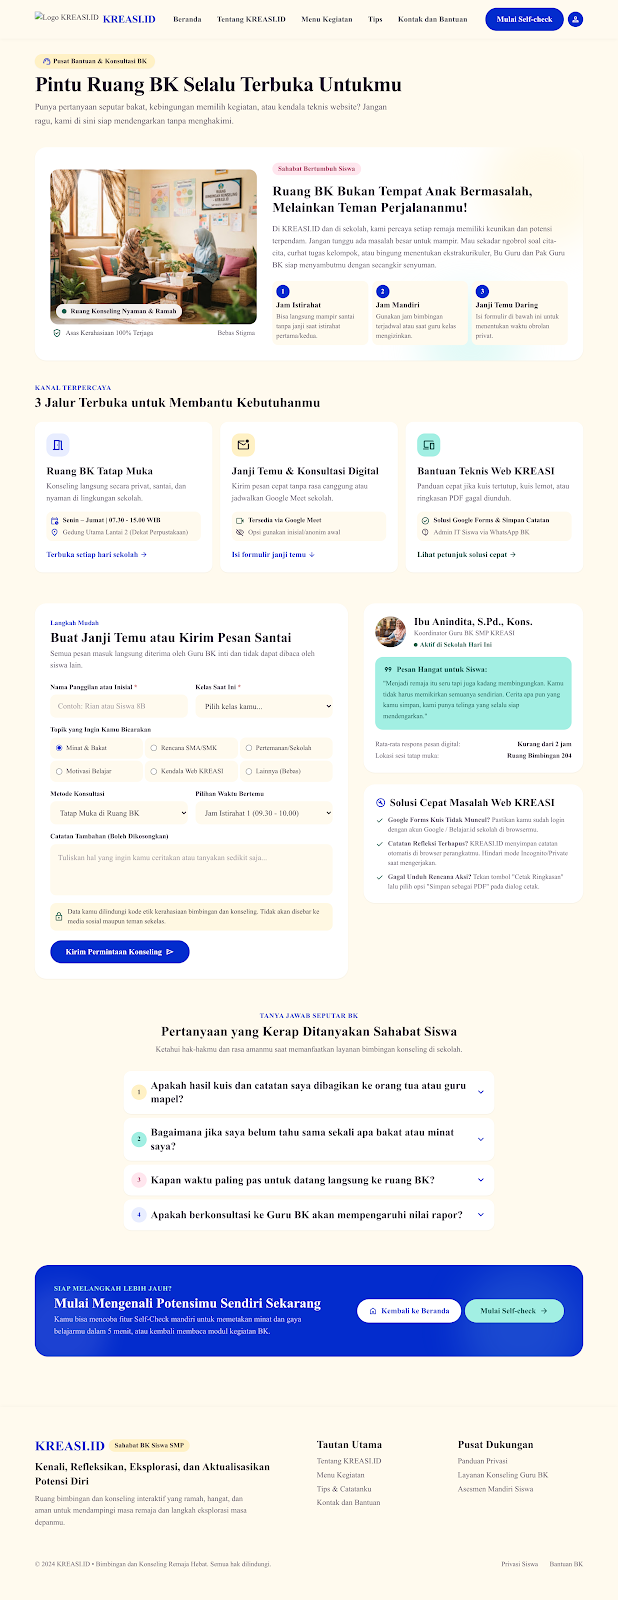 Logo KREASI.ID KREASI.ID Beranda Tentang KREASI.ID Menu Kegiatan Tips Kontak dan Bantuan Mulai Self-check
Pusat Bantuan & Konsultasi BK
Pintu Ruang BK Selalu Terbuka Untukmu
Punya pertanyaan seputar bakat, kebingungan memilih kegiatan, atau kendala teknis website? Jangan
ragu, kami di sini siap mendengarkan tanpa menghakimi.
Ruang Konseling Nyaman & Ramah
Asas Kerahasiaan 100% Terjaga Bebas Stigma
Sahabat Bertumbuh Siswa
Ruang BK Bukan Tempat Anak Bermasalah,
Melainkan Teman Perjalananmu!
Di KREASI.ID dan di sekolah, kami percaya setiap remaja memiliki keunikan dan potensi
terpendam. Jangan tunggu ada masalah besar untuk mampir. Mau sekadar ngobrol soal cita-
cita, curhat tugas kelompok, atau bingung menentukan ekstrakurikuler, Bu Guru dan Pak Guru
BK siap menyambutmu dengan secangkir senyuman.
1
Jam Istirahat
Bisa langsung mampir santai
tanpa janji saat istirahat
pertama/kedua.
2
Jam Mandiri
Gunakan jam bimbingan
terjadwal atau saat guru kelas
mengizinkan.
3
Janji Temu Daring
Isi formulir di bawah ini untuk
menentukan waktu obrolan
privat.
KANAL TERPERCAYA
3 Jalur Terbuka untuk Membantu Kebutuhanmu
Ruang BK Tatap Muka
Konseling langsung secara privat, santai, dan
nyaman di lingkungan sekolah.
Senin – Jumat | 07.30 - 15.00 WIB
Gedung Utama Lantai 2 (Dekat Perpustakaan)
Terbuka setiap hari sekolah →
Janji Temu & Konsultasi Digital
Kirim pesan cepat tanpa rasa canggung atau
jadwalkan Google Meet sekolah.
Tersedia via Google Meet
Opsi gunakan inisial/anonim awal
Isi formulir janji temu ↓
Bantuan Teknis Web KREASI
Panduan cepat jika kuis tertutup, kuis lemot, atau
ringkasan PDF gagal diunduh.
Solusi Google Forms & Simpan Catatan
Admin IT Siswa via WhatsApp BK
Lihat petunjuk solusi cepat →
Langkah Mudah
Buat Janji Temu atau Kirim Pesan Santai
Semua pesan masuk langsung diterima oleh Guru BK inti dan tidak dapat dibaca oleh
siswa lain.
Nama Panggilan atau Inisial * Kelas Saat Ini *
Contoh: Rian atau Siswa 8B Pilih kelas kamu...
Topik yang Ingin Kamu Bicarakan
Minat & Bakat Rencana SMA/SMK Pertemanan/Sekolah
Motivasi Belajar Kendala Web KREASI Lainnya (Bebas)
Metode Konsultasi Pilihan Waktu Bertemu
Tatap Muka di Ruang BK Jam Istirahat 1 (09.30 - 10.00)
Catatan Tambahan (Boleh Dikosongkan)
Tuliskan hal yang ingin kamu ceritakan atau tanyakan sedikit saja...
Data kamu dilindungi kode etik kerahasiaan bimbingan dan konseling. Tidak akan disebar ke
media sosial maupun teman sekelas.
Kirim Permintaan Konseling
Ibu Anindita, S.Pd., Kons.
Koordinator Guru BK SMP KREASI
Aktif di Sekolah Hari Ini
Pesan Hangat untuk Siswa:
"Menjadi remaja itu seru tapi juga kadang membingungkan. Kamu
tidak harus memikirkan semuanya sendirian. Cerita apa pun yang
kamu simpan, kami punya telinga yang selalu siap
mendengarkan."
Rata-rata respons pesan digital: Kurang dari 2 jam
Lokasi sesi tatap muka: Ruang Bimbingan 204
Solusi Cepat Masalah Web KREASI
Google Forms Kuis Tidak Muncul? Pastikan kamu sudah login
dengan akun Google / Belajar.id sekolah di browsermu.
Catatan Refleksi Terhapus? KREASI.ID menyimpan catatan
otomatis di browser perangkatmu. Hindari mode Incognito/Private
saat mengerjakan.
Gagal Unduh Rencana Aksi? Tekan tombol "Cetak Ringkasan"
lalu pilih opsi "Simpan sebagai PDF" pada dialog cetak.
TANYA JAWAB SEPUTAR BK
Pertanyaan yang Kerap Ditanyakan Sahabat Siswa
Ketahui hak-hakmu dan rasa amanmu saat memanfaatkan layanan bimbingan konseling di sekolah.
1 Apakah hasil kuis dan catatan saya dibagikan ke orang tua atau guru
mapel?
2 Bagaimana jika saya belum tahu sama sekali apa bakat atau minat
saya?
3 Kapan waktu paling pas untuk datang langsung ke ruang BK?
4 Apakah berkonsultasi ke Guru BK akan mempengaruhi nilai rapor?
SIAP MELANGKAH LEBIH JAUH?
Mulai Mengenali Potensimu Sendiri Sekarang
Kamu bisa mencoba fitur Self-Check mandiri untuk memetakan minat dan gaya
belajarmu dalam 5 menit, atau kembali membaca modul kegiatan BK.
Kembali ke Beranda Mulai Self-check →
KREASI.ID Sahabat BK Siswa SMP
Kenali, Refleksikan, Eksplorasi, dan Aktualisasikan
Potensi Diri
Ruang bimbingan dan konseling interaktif yang ramah, hangat, dan
aman untuk mendampingi masa remaja dan langkah eksplorasi masa
depanmu.
Tautan Utama
Tentang KREASI.ID
Menu Kegiatan
Tips & Catatanku
Kontak dan Bantuan
Pusat Dukungan
Panduan Privasi
Layanan Konseling Guru BK
Asesmen Mandiri Siswa
© 2024 KREASI.ID • Bimbingan dan Konseling Remaja Hebat. Semua hak dilindungi. Privasi Siswa Bantuan BK